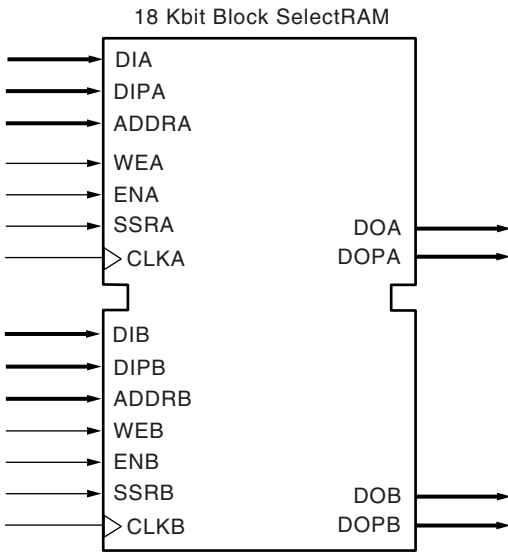 18 Kbit Block SelectRAM
DIA
DIPA
ADDRA
WEA
ENA
SSRA
CLKA
DOA
DOPA
DIB
DIPB
ADDRB
WEB
ENB
SSRB
CLKB
DOB
DOPB